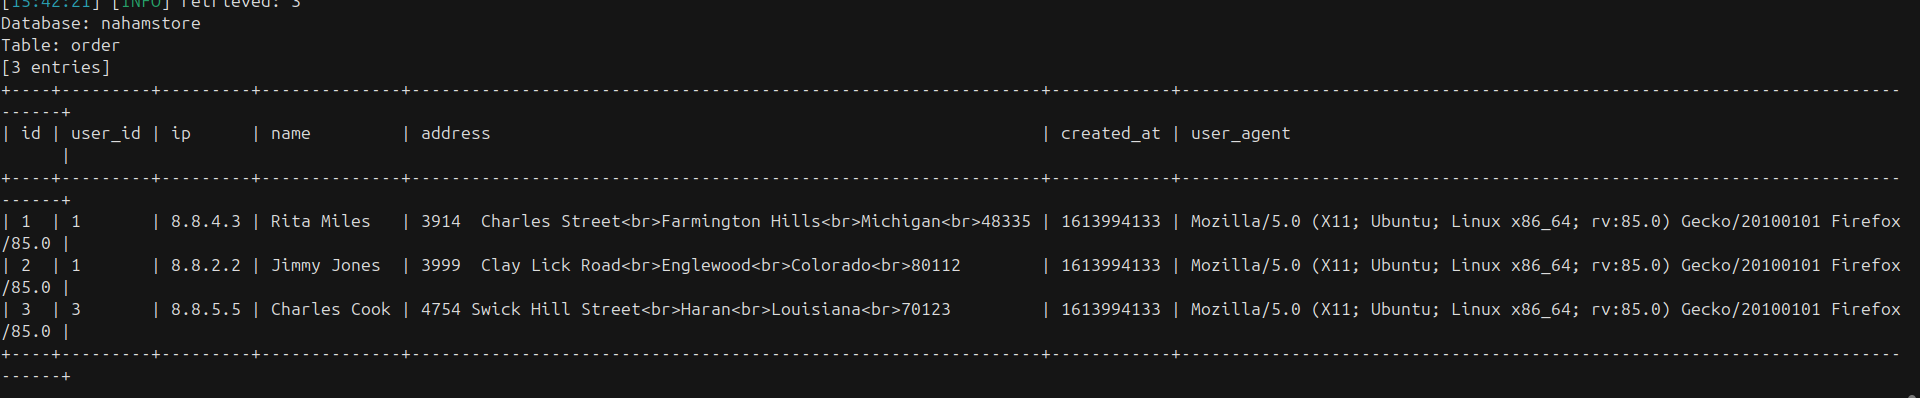 [15:42:21] [INFO] retrieved: 3
Database: nahamstore
Table: order
[3 entries]
+----+---------+---------+--------------+---------------------------------------------------------------+------------+------------------------------------------------------------------------
------+
| id | user_id | ip      | name         | address                                                       | created_at | user_agent
      |
+----+---------+---------+--------------+---------------------------------------------------------------+------------+------------------------------------------------------------------------
------+
| 1  | 1       | 8.8.4.3 | Rita Miles   | 3914  Charles Street<br>Farmington Hills<br>Michigan<br>48335 | 1613994133 | Mozilla/5.0 (X11; Ubuntu; Linux x86_64; rv:85.0) Gecko/20100101 Firefox
/85.0 |
| 2  | 1       | 8.8.2.2 | Jimmy Jones  | 3999  Clay Lick Road<br>Englewood<br>Colorado<br>80112        | 1613994133 | Mozilla/5.0 (X11; Ubuntu; Linux x86_64; rv:85.0) Gecko/20100101 Firefox
/85.0 |
| 3  | 3       | 8.8.5.5 | Charles Cook | 4754 Swick Hill Street<br>Haran<br>Louisiana<br>70123         | 1613994133 | Mozilla/5.0 (X11; Ubuntu; Linux x86_64; rv:85.0) Gecko/20100101 Firefox
/85.0 |
+----+---------+---------+--------------+---------------------------------------------------------------+------------+------------------------------------------------------------------------
------+